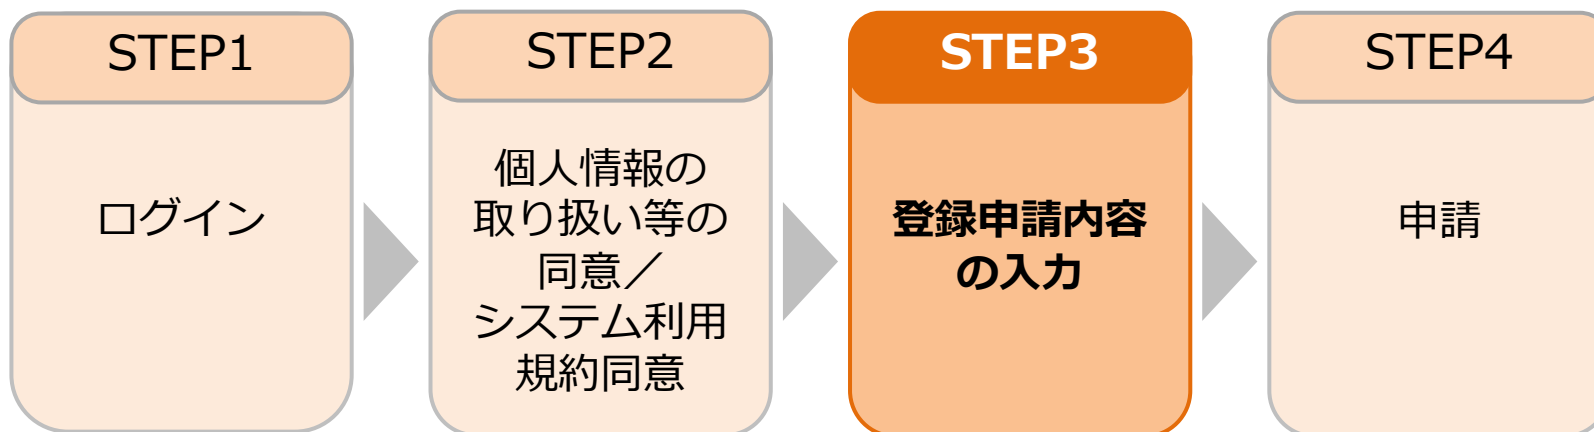 STEP1
ログイン
STEP2
個人情報の
取り扱い等の
同意／
システム利用
規約同意
STEP3
登録申請内容
の入力
STEP4
申請